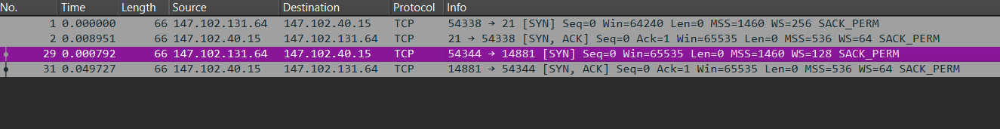 No. Time Length Source Destination Protocol Info
1 0.000000 66 147.102.131.64 147.102.40.15 TCP 54338 → 21 [SYN] Seq=0 Win=64240 Len=0 MSS=1460 WS=256 SACK_PERM
2 0.008951 66 147.102.40.15 147.102.131.64 TCP 21 → 54338 [SYN, ACK] Seq=0 Ack=1 Win=65535 Len=0 MSS=536 WS=64 SACK_PERM
29 0.000792 66 147.102.131.64 147.102.40.15 TCP 54344 → 14881 [SYN] Seq=0 Win=65535 Len=0 MSS=1460 WS=128 SACK_PERM
31 0.049727 66 147.102.40.15 147.102.131.64 TCP 14881 → 54344 [SYN, ACK] Seq=0 Ack=1 Win=65535 Len=0 MSS=536 WS=64 SACK_PERM